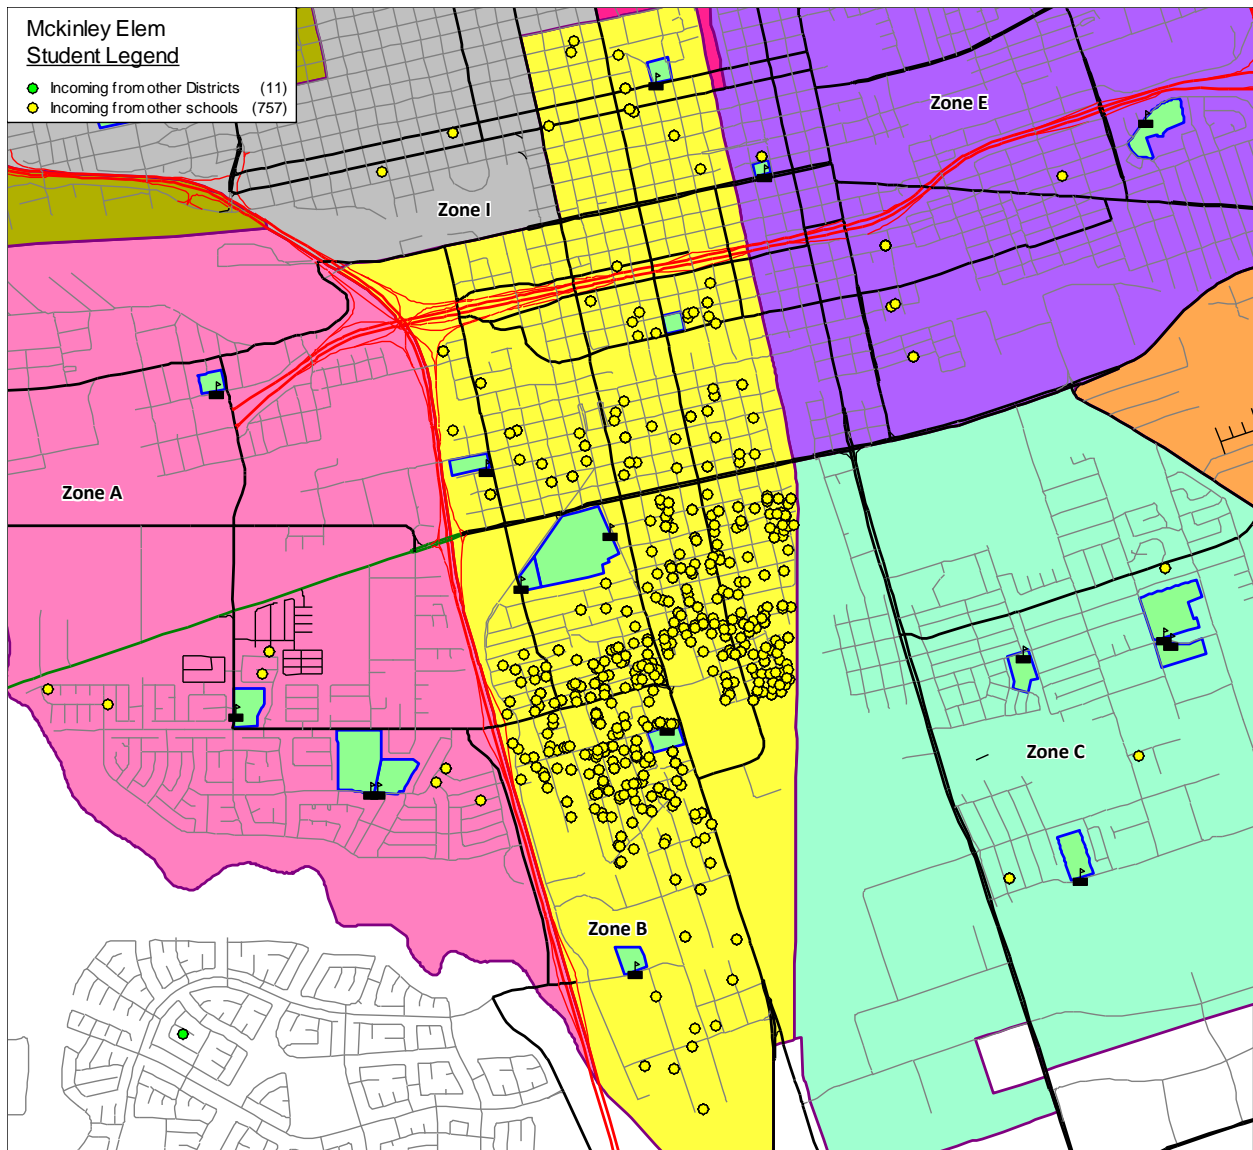 Mckinley Elem
Student Legend
Incoming from other Districts (11)
Incoming from other schools (757)
Zone E
Zone I
Zone A
Zone C
Zone B